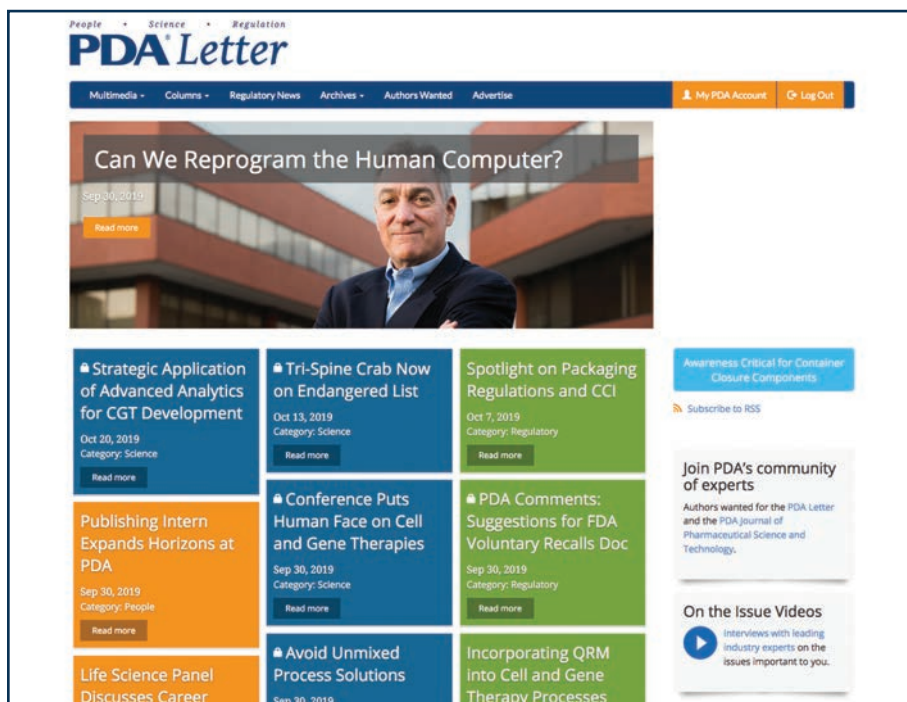 People • Science • Regulation
PDA® Letter
Multimedia Columns Regulatory News Archives Authors Wanted Advertise My PDA Account Log Out
Can We Reprogram the Human Computer?
Sep 30, 2019
Read more
Strategic Application
of Advanced Analytics
for CGT Development
Oct 20, 2019
Category: Science
Read more
Publishing Intern
Expands Horizons at
PDA
Sep 30, 2019
Category: People
Read more
Life Science Panel
Discusses Career
Tri-Spine Crab Now
on Endangered List
Oct 13, 2019
Category: Science
Read more
Conference Puts
Human Face on Cell
and Gene Therapies
Sep 30, 2019
Category: Science
Read more
Avoid Unmixed
Process Solutions
Sep 30, 2019
Spotlight on Packaging
Regulations and CCI
Oct 7, 2019
Category: Regulatory
Read more
PDA Comments:
Suggestions for FDA
Voluntary Recalls Doc
Sep 30, 2019
Category: Regulatory
Read more
Incorporating QRM
into Cell and Gene
Therapy Processes
Awareness Critical for Container
Closure Components
Subscribe to RSS
Join PDA's community
of experts
Authors wanted for the PDA Letter
and the PDA Journal of
Pharmaceutical Science and
Technology.
On the Issue Videos
Interviews with leading
industry experts on the
issues important to you.